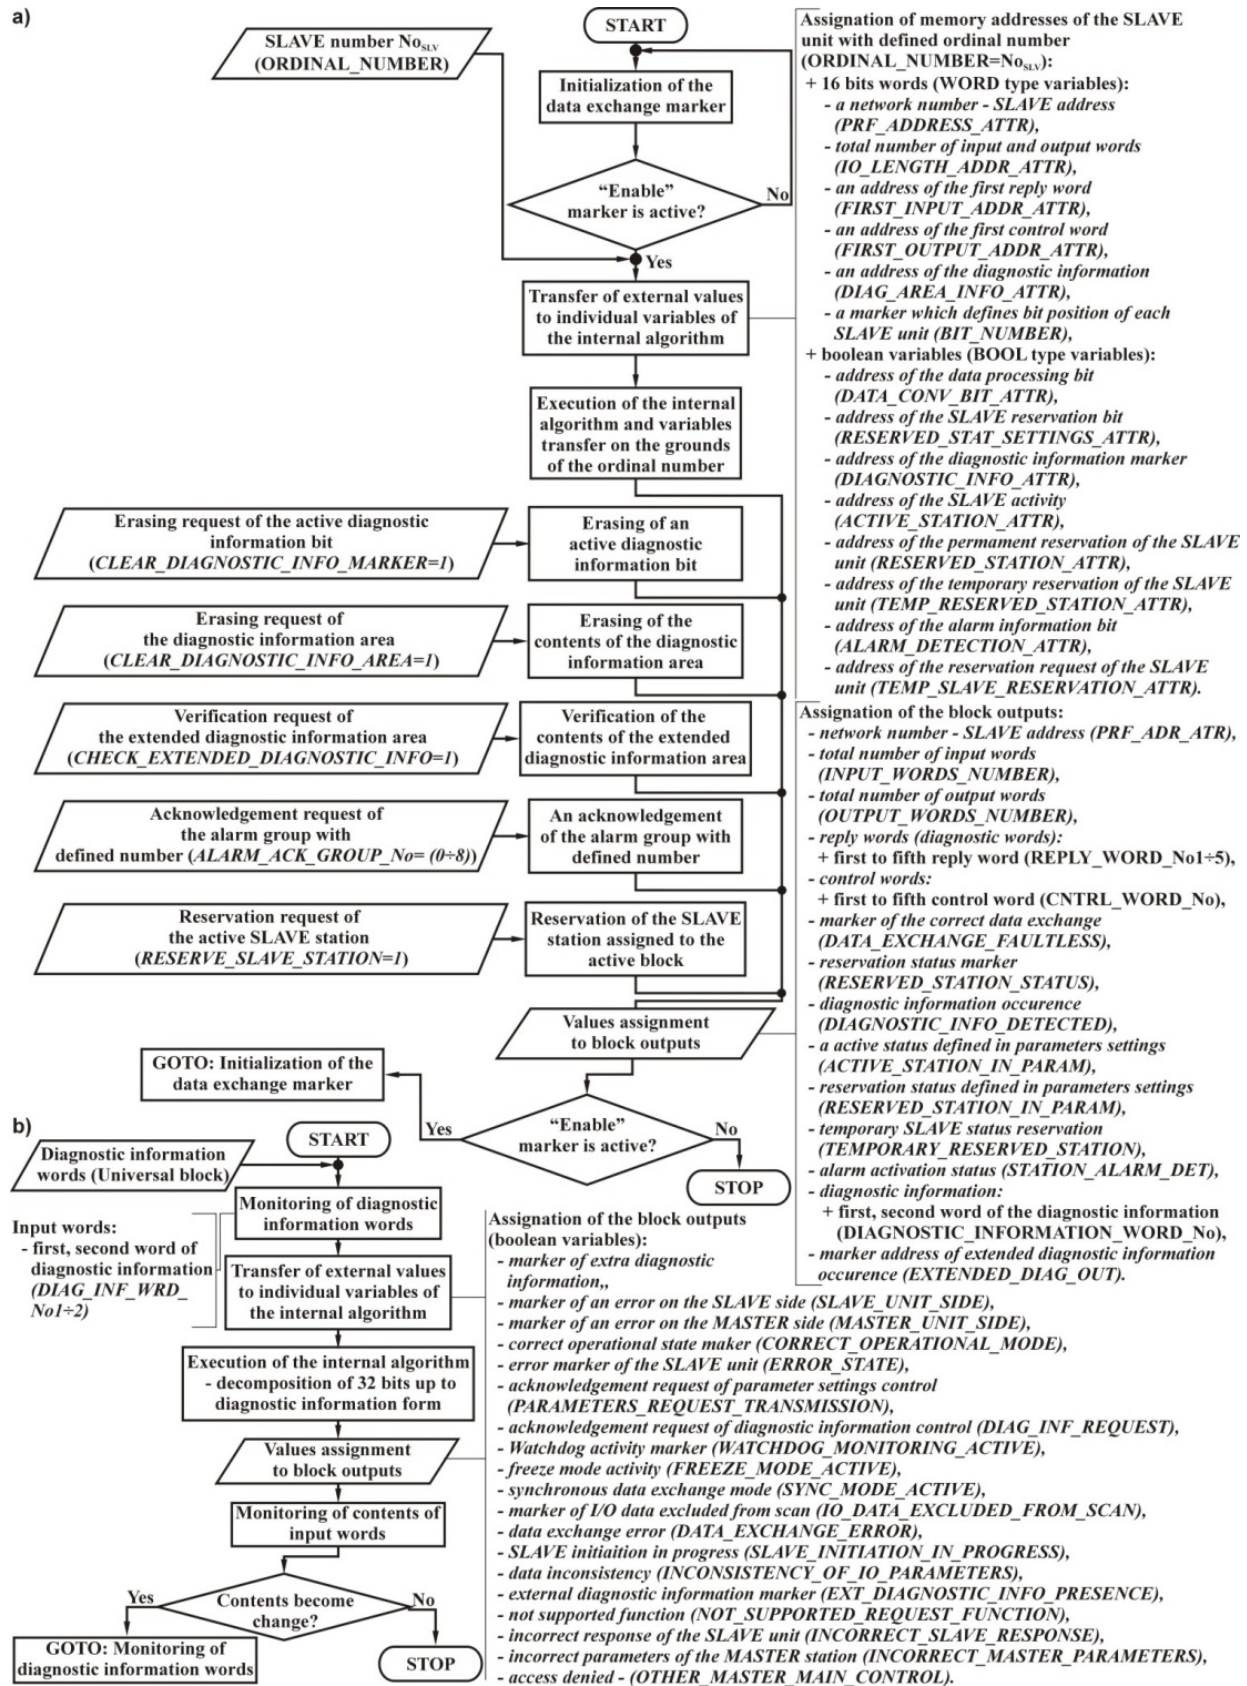 a)
START
SLAVE number No_SLV
(ORDINAL_NUMBER)
Initialization of the
data exchange marker
“Enable”
marker is active?
No
Yes
Transfer of external values
to individual variables of
the internal algorithm
Execution of the internal
algorithm and variables
transfer on the grounds
of the ordinal number
Erasing request of the active diagnostic
information bit
(CLEAR_DIAGNOSTIC_INFO_MARKER=1)
Erasing of an
active diagnostic
information bit
Erasing request of
the diagnostic information area
(CLEAR_DIAGNOSTIC_INFO_AREA=1)
Erasing of the
contents of the diagnostic
information area
Verification request of
the extended diagnostic information area
(CHECK_EXTENDED_DIAGNOSTIC_INFO=1)
Verification of the
contents of the extended
diagnostic information area
Acknowledgement request of
the alarm group with
defined number (ALARM_ACK_GROUP_No= (0÷8))
An acknowledgement
of the alarm group with
defined number
Reservation request of
the active SLAVE station
(RESERVE_SLAVE_STATION=1)
Reservation of the SLAVE
station assigned to the
active block
Values assignment
to block outputs
GOTO: Initialization of the
data exchange marker
Yes
“Enable”
marker is active?
No
STOP
Assignation of memory addresses of the SLAVE
unit with defined ordinal number
(ORDINAL_NUMBER=No_SLV):
+ 16 bits words (WORD type variables):
- a network number - SLAVE address
(PRF_ADDRESS_ATTR),
- total number of input and output words
(IO_LENGTH_ADDR_ATTR),
- an address of the first reply word
(FIRST_INPUT_ADDR_ATTR),
- an address of the first control word
(FIRST_OUTPUT_ADDR_ATTR),
- an address of the diagnostic information
(DIAG_AREA_INFO_ATTR),
- a marker which defines bit position of each
SLAVE unit (BIT_NUMBER),
+ boolean variables (BOOL type variables):
- address of the data processing bit
(DATA_CONV_BIT_ATTR),
- address of the SLAVE reservation bit
(RESERVED_STAT_SETTINGS_ATTR),
- address of the diagnostic information marker
(DIAGNOSTIC_INFO_ATTR),
- address of the SLAVE activity
(ACTIVE_STATION_ATTR),
- address of the permament reservation of the SLAVE
unit (RESERVED_STATION_ATTR),
- address of the temporary reservation of the SLAVE
unit (TEMP_RESERVED_STATION_ATTR),
- address of the alarm information bit
(ALARM_DETECTION_ATTR),
- address of the reservation request of the SLAVE
unit (TEMP_SLAVE_RESERVATION_ATTR).
Assignation of the block outputs:
- network number - SLAVE address (PRF_ADR_ATR),
- total number of input words
(INPUT_WORDS_NUMBER),
- total number of output words
(OUTPUT_WORDS_NUMBER),
- reply words (diagnostic words):
+ first to fifth reply word (REPLY_WORD_No1÷5),
- control words:
+ first to fifth control word (CNTRL_WORD_No),
- marker of the correct data exchange
(DATA_EXCHANGE_FAULTLESS),
- reservation status marker
(RESERVED_STATION_STATUS),
- diagnostic information occurence
(DIAGNOSTIC_INFO_DETECTED),
- a active status defined in parameters settings
(ACTIVE_STATION_IN_PARAM),
- reservation status defined in parameters settings
(RESERVED_STATION_IN_PARAM),
- temporary SLAVE status reservation
(TEMPORARY_RESERVED_STATION),
- alarm activation status (STATION_ALARM_DET),
- diagnostic information:
+ first, second word of the diagnostic information
(DIAGNOSTIC_INFORMATION_WORD_No),
- marker address of extended diagnostic information
occurence (EXTENDED_DIAG_OUT).
b)
START
Diagnostic information
words (Universal block)
Monitoring of diagnostic
information words
Input words:
- first, second word of
diagnostic information
(DIAG_INF_WRD_
No1÷2)
Transfer of external values
to individual variables of
the internal algorithm
Execution of the internal algorithm
- decomposition of 32 bits up to
diagnostic information form
Values assignment
to block outputs
Monitoring of contents of
input words
Contents become
change?
Yes
No
GOTO: Monitoring of
diagnostic information words
STOP
Assignation of the block outputs
(boolean variables):
- marker of extra diagnostic
information,,
- marker of an error on the SLAVE side (SLAVE_UNIT_SIDE),
- marker of an error on the MASTER side (MASTER_UNIT_SIDE),
- correct operational state maker (CORRECT_OPERATIONAL_MODE),
- error marker of the SLAVE unit (ERROR_STATE),
- acknowledgement request of parameter settings control
(PARAMETERS_REQUEST_TRANSMISSION),
- acknowledgement request of diagnostic information control (DIAG_INF_REQUEST),
- Watchdog activity marker (WATCHDOG_MONITORING_ACTIVE),
- freeze mode activity (FREEZE_MODE_ACTIVE),
- synchronous data exchange mode (SYNC_MODE_ACTIVE),
- marker of I/O data excluded from scan (IO_DATA_EXCLUDED_FROM_SCAN),
- data exchange error (DATA_EXCHANGE_ERROR),
- SLAVE initiaition in progress (SLAVE_INITIATION_IN_PROGRESS),
- data inconsistency (INCONSISTENCY_OF_IO_PARAMETERS),
- external diagnostic information marker (EXT_DIAGNOSTIC_INFO_PRESENCE),
- not supported function (NOT_SUPPORTED_REQUEST_FUNCTION),
- incorrect response of the SLAVE unit (INCORRECT_SLAVE_RESPONSE),
- incorrect parameters of the MASTER station (INCORRECT_MASTER_PARAMETERS),
- access denied - (OTHER_MASTER_MAIN_CONTROL).